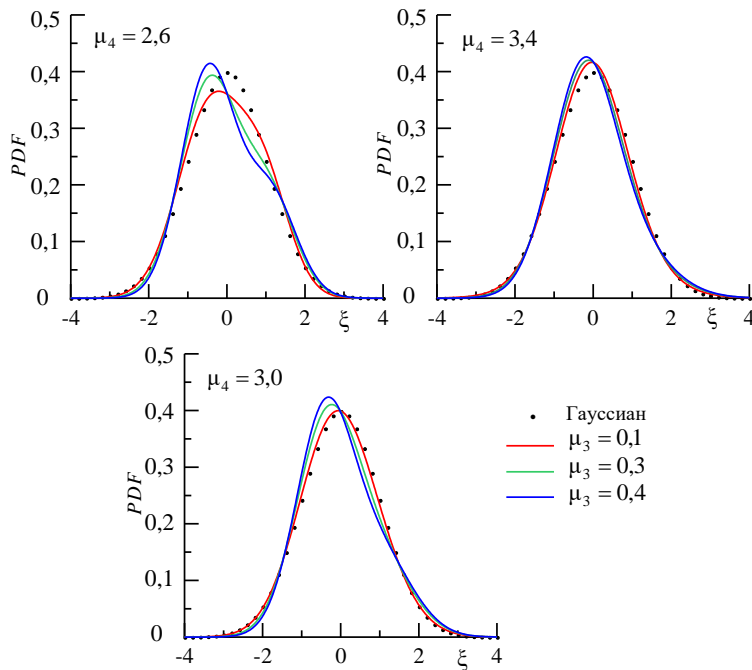 μ₄ = 2,6
0,5
0,4
0,3
0,2
0,1
0
PDF
-4 -2 0 2 4
ξ
μ₄ = 3,4
0,5
0,4
0,3
0,2
0,1
0
PDF
-4 -2 0 2 4
ξ
μ₄ = 3,0
0,5
0,4
0,3
0,2
0,1
0
PDF
-4 -2 0 2 4
ξ
Гауссиан
μ₃ = 0,1
μ₃ = 0,3
μ₃ = 0,4